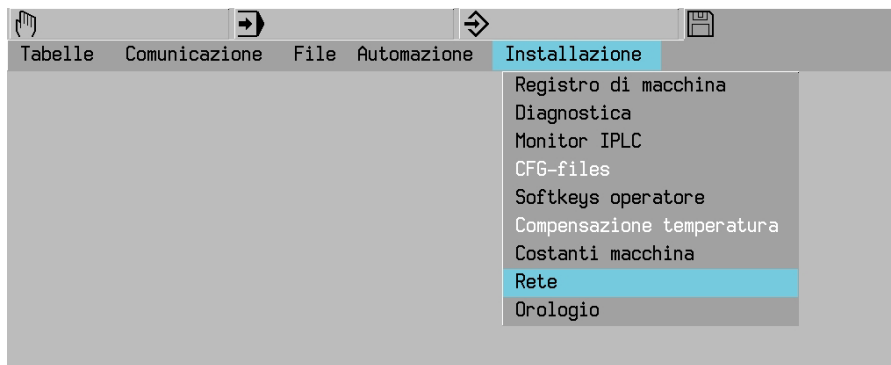 Tabelle Comunicazione File Automazione Installazione
Registro di macchina
Diagnostica
Monitor IPLC
CFG-files
Softkeys operatore
Compensazione temperatura
Costanti macchina
Rete
Orologio